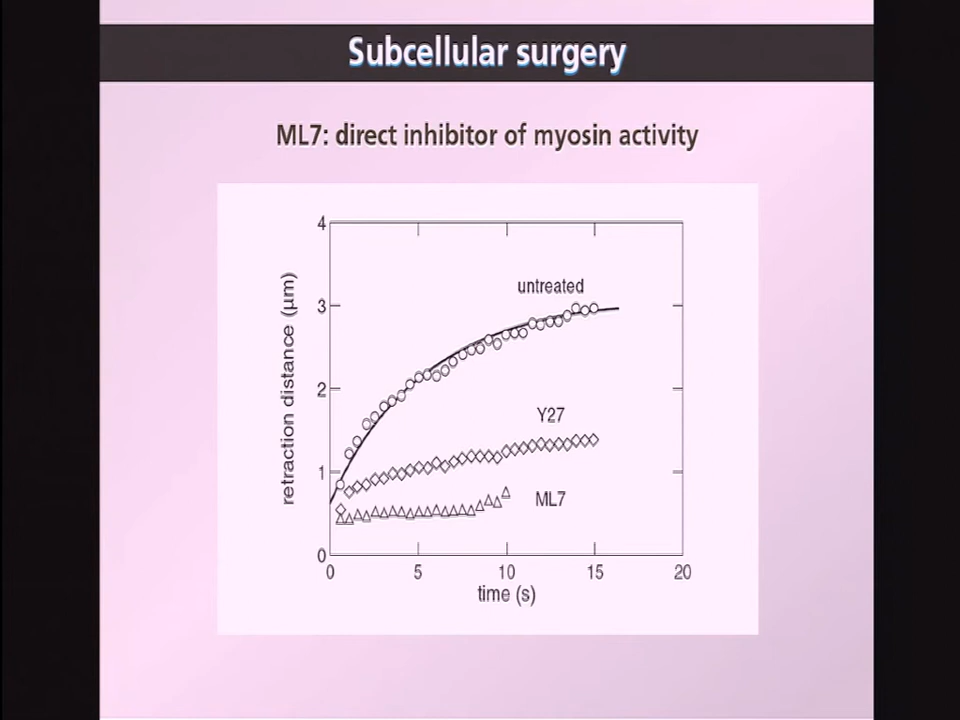 Subcellular surgery
ML7: direct inhibitor of myosin activity
4
3
2
1
0
retraction distance (μm)
untreated
Y27
ML7
0 5 10 15 20
time (s)